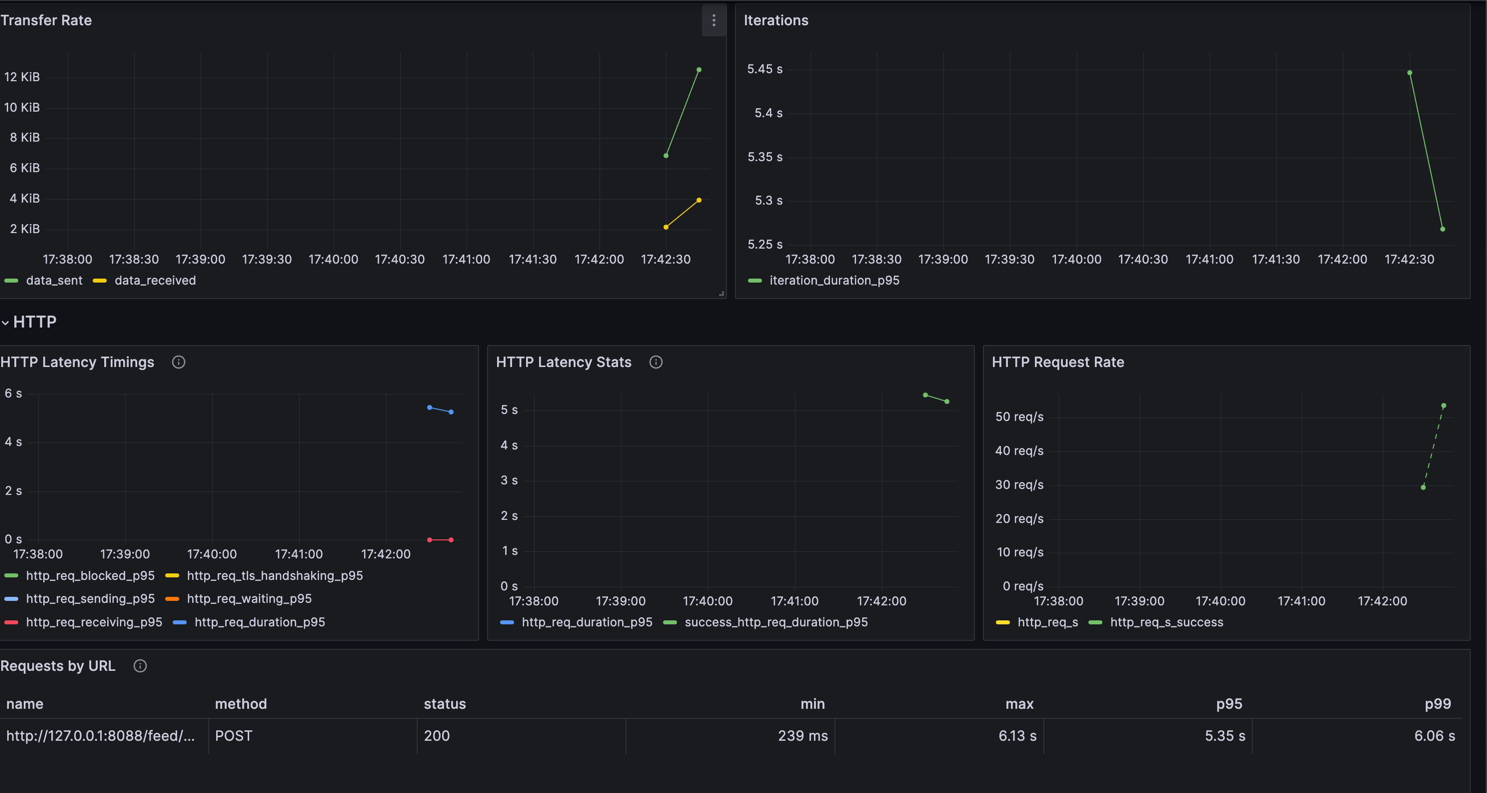 Transfer Rate
12 KiB
10 KiB
8 KiB
6 KiB
4 KiB
2 KiB
17:38:00 17:38:30 17:39:00 17:39:30 17:40:00 17:40:30 17:41:00 17:41:30 17:42:00 17:42:30
data_sent data_received
Iterations
5.45 s
5.4 s
5.35 s
5.3 s
5.25 s
17:38:00 17:38:30 17:39:00 17:39:30 17:40:00 17:40:30 17:41:00 17:41:30 17:42:00 17:42:30
iteration_duration_p95
HTTP
HTTP Latency Timings
6 s
4 s
2 s
0 s
17:38:00 17:39:00 17:40:00 17:41:00 17:42:00
http_req_blocked_p95 http_req_tls_handshaking_p95
http_req_sending_p95 http_req_waiting_p95
http_req_receiving_p95 http_req_duration_p95
HTTP Latency Stats
5 s
4 s
3 s
2 s
1 s
0 s
17:38:00 17:39:00 17:40:00 17:41:00 17:42:00
http_req_duration_p95 success_http_req_duration_p95
HTTP Request Rate
50 req/s
40 req/s
30 req/s
20 req/s
10 req/s
0 req/s
17:38:00 17:39:00 17:40:00 17:41:00 17:42:00
http_req_s http_req_s_success
Requests by URL
name method status min max p95 p99
http://127.0.0.1:8088/feed/... POST 200 239 ms 6.13 s 5.35 s 6.06 s